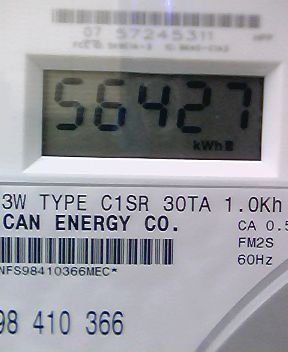 07 57245311
56427
kWh
3W TYPE C1SR 30TA 1.0Kh
CAN ENERGY CO.
CA 0.5
FM2S
NFS98410366MEC*
60Hz
98 410 366